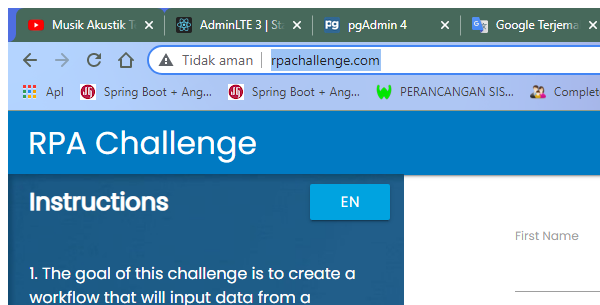 Musik Akustik T
AdminLTE 3 |
pgAdmin 4
Google Terjema
Tidak aman
rpachallenge.com
Apl
Spring Boot + Ang...
Spring Boot + Ang...
PERANCANGAN SIS...
Complet
RPA Challenge
Instructions
EN
First Name
1. The goal of this challenge is to create a
workflow that will input data from a